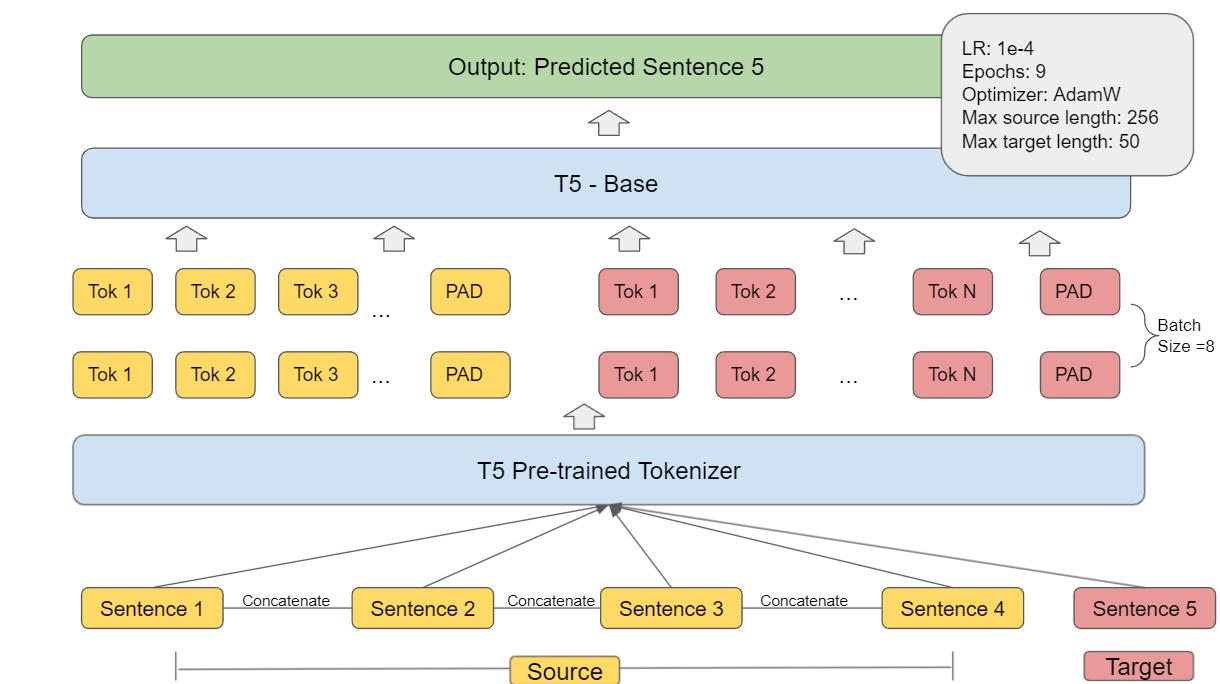 Output: Predicted Sentence 5
LR: 1e-4
Epochs: 9
Optimizer: AdamW
Max source length: 256
Max target length: 50
T5 - Base
Tok 1 Tok 2 Tok 3 ... PAD Tok 1 Tok 2 ... Tok N PAD
Batch
Size =8
Tok 1 Tok 2 Tok 3 ... PAD Tok 1 Tok 2 ... Tok N PAD
T5 Pre-trained Tokenizer
Sentence 1 Concatenate Sentence 2 Concatenate Sentence 3 Concatenate Sentence 4 Sentence 5
Source Target